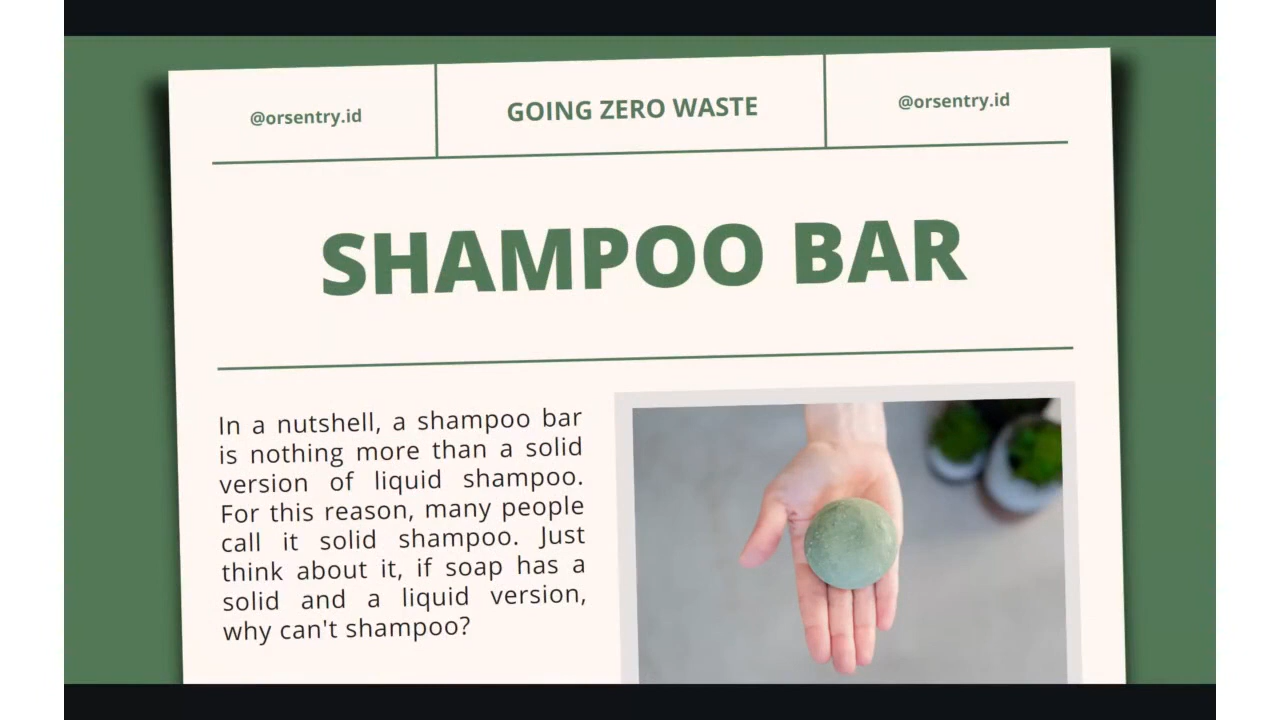 @orsentry.id
GOING ZERO WASTE
@orsentry.id
SHAMPOO BAR
In a nutshell, a shampoo bar
is nothing more than a solid
version of liquid shampoo.
For this reason, many people
call it solid shampoo. Just
think about it, if soap has a
solid and a liquid version,
why can't shampoo?